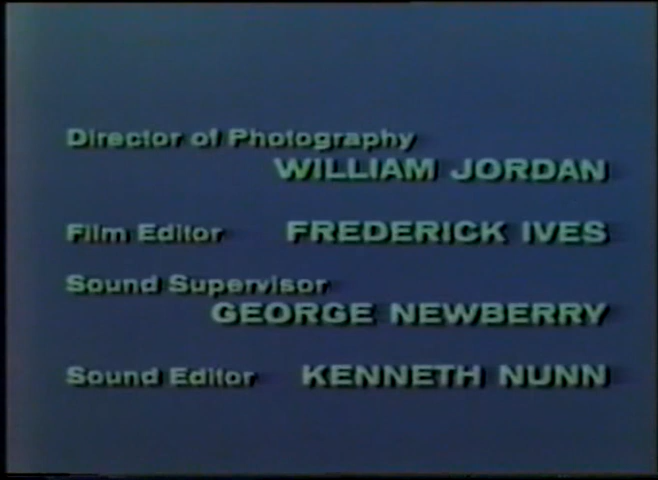 Director of Photography
WILLIAM JORDAN
Film Editor FREDERICK IVES
Sound Supervisor
GEORGE NEWBERRY
Sound Editor KENNETH NUNN